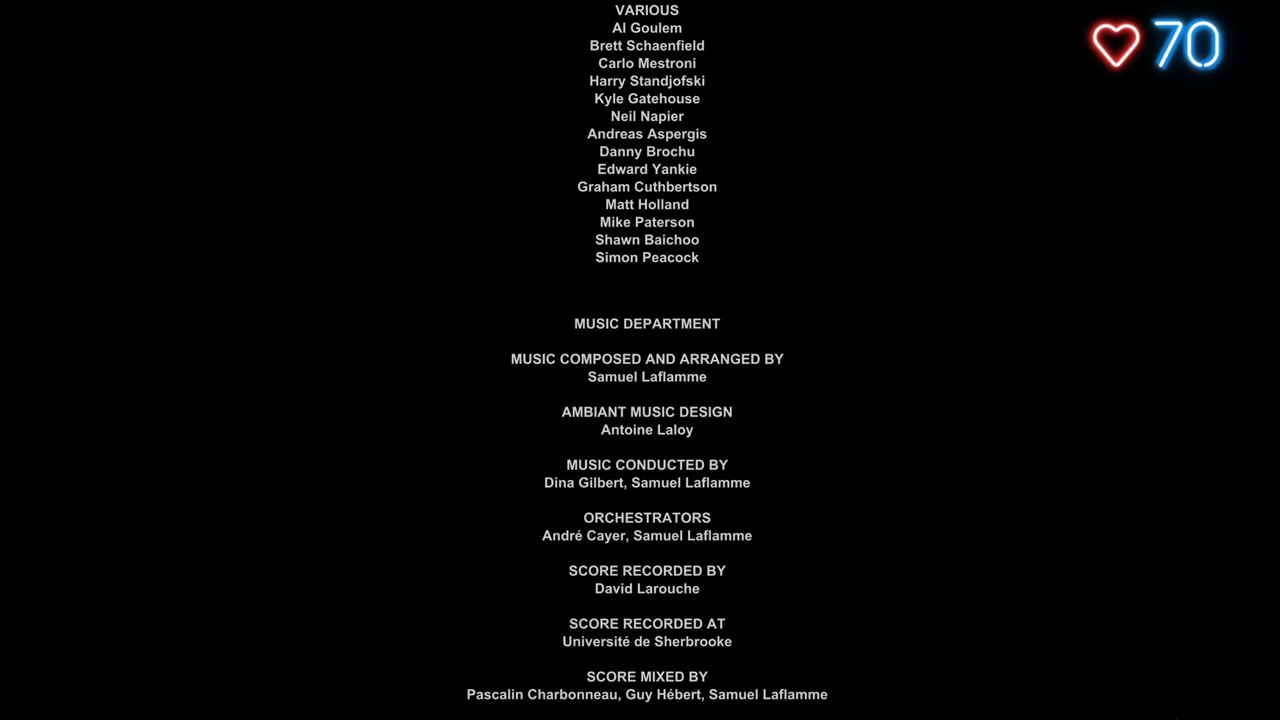 VARIOUS
Al Goulem
Brett Schaenfield
Carlo Mestroni
Harry Standjofski
Kyle Gatehouse
Neil Napier
Andreas Aspergis
Danny Brochu
Edward Yankie
Graham Cuthbertson
Matt Holland
Mike Paterson
Shawn Baichoo
Simon Peacock
70
MUSIC DEPARTMENT
MUSIC COMPOSED AND ARRANGED BY
Samuel Laflamme
AMBIANT MUSIC DESIGN
Antoine Laloy
MUSIC CONDUCTED BY
Dina Gilbert, Samuel Laflamme
ORCHESTRATORS
André Cayer, Samuel Laflamme
SCORE RECORDED BY
David Larouche
SCORE RECORDED AT
Université de Sherbrooke
SCORE MIXED BY
Pascalin Charbonneau, Guy Hébert, Samuel Laflamme